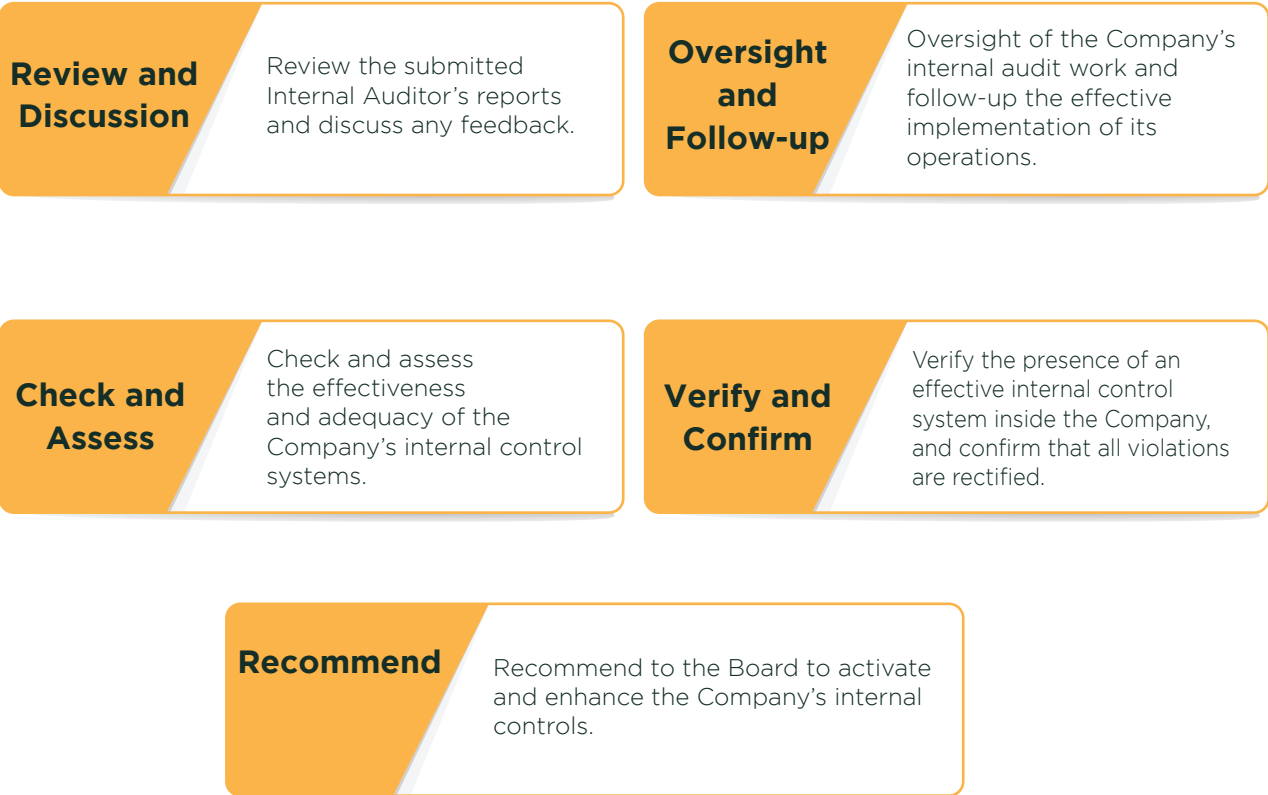 Review and
Discussion
Review the submitted
Internal Auditor’s reports
and discuss any feedback.
Oversight
and
Follow-up
Oversight of the Company’s
internal audit work and
follow-up the effective
implementation of its
operations.
Check and
Assess
Check and assess
the effectiveness
and adequacy of the
Company’s internal control
systems.
Verify and
Confirm
Verify the presence of an
effective internal control
system inside the Company,
and confirm that all violations
are rectified.
Recommend
Recommend to the Board to activate
and enhance the Company’s internal
controls.